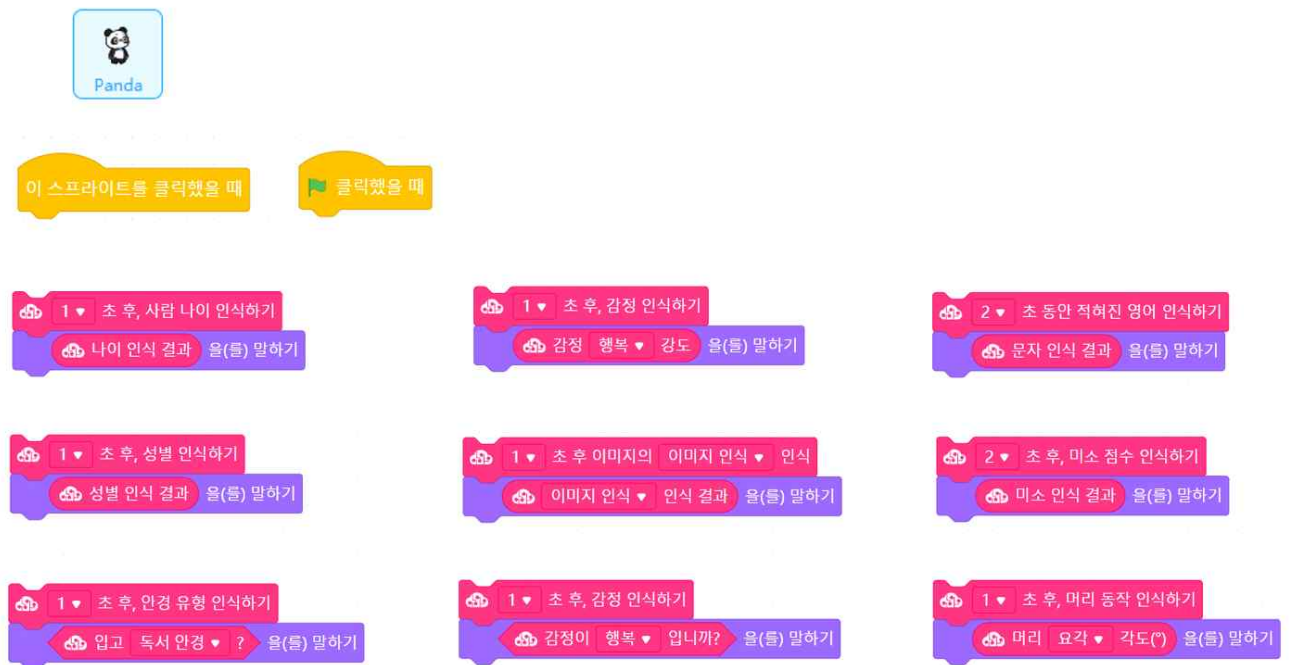 Panda
이 스프라이트를 클릭했을 때
클릭했을 때
1 초 후, 사람 나이 인식하기
나이 인식 결과 을(를) 말하기
1 초 후, 감정 인식하기
감정 행복 강도 을(를) 말하기
2 초 동안 적혀진 영어 인식하기
문자 인식 결과 을(를) 말하기
1 초 후, 성별 인식하기
성별 인식 결과 을(를) 말하기
1 초 후 이미지의 이미지 인식 인식
이미지 인식 인식 결과 을(를) 말하기
2 초 후, 미소 점수 인식하기
미소 인식 결과 을(를) 말하기
1 초 후, 안경 유형 인식하기
입고 독서 안경 ? 을(를) 말하기
1 초 후, 감정 인식하기
감정이 행복 입니까? 을(를) 말하기
1 초 후, 머리 동작 인식하기
머리 요각 각도(°) 을(를) 말하기